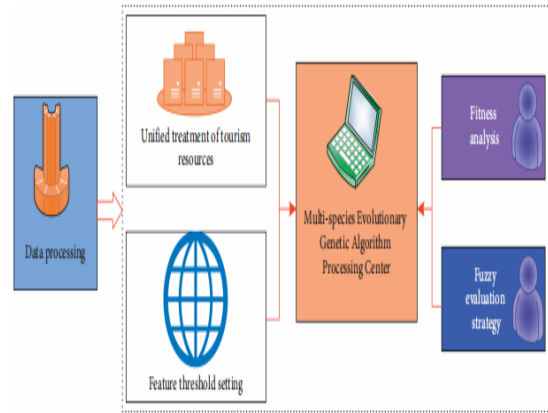 Data processing
Unified treatment of tourism
resources
Feature threshold setting
Multi-species Evolutionary
Genetic Algorithm
Processing Center
Fitness
analysis
Fuzzy
evaluation
strategy